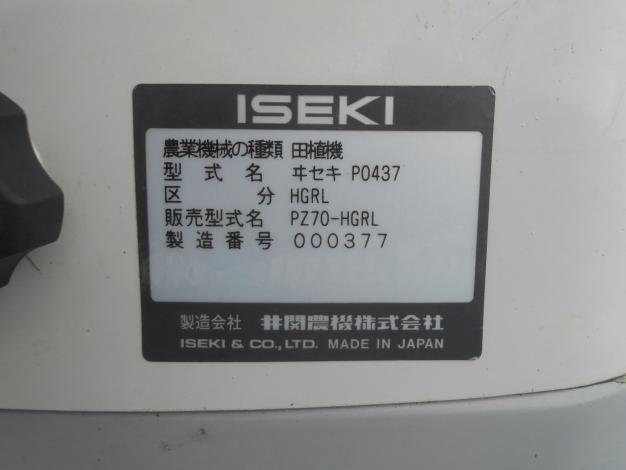 ISEKI
農業機械の種類 田植機
型式名 ヰセキ P0437
区分 HGRL
販売型式名 PZ70-HGRL
製造番号 000377
製造会社 井関農機株式会社
ISEKI & CO., LTD. MADE IN JAPAN